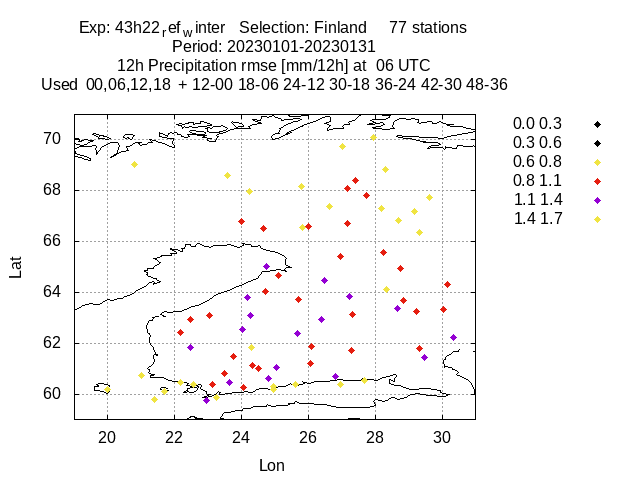 Exp: 43h22ref_winter Selection: Finland 77 stations
Period: 20230101-20230131
12h Precipitation rmse [mm/12h] at 06 UTC
Used 00,06,12,18 + 12-00 18-06 24-12 30-18 36-24 42-30 48-36
0.0 0.3
0.3 0.6
0.6 0.8
0.8 1.1
1.1 1.4
1.4 1.7
70
68
66
64
62
60
Lat
20 22 24 26 28 30
Lon